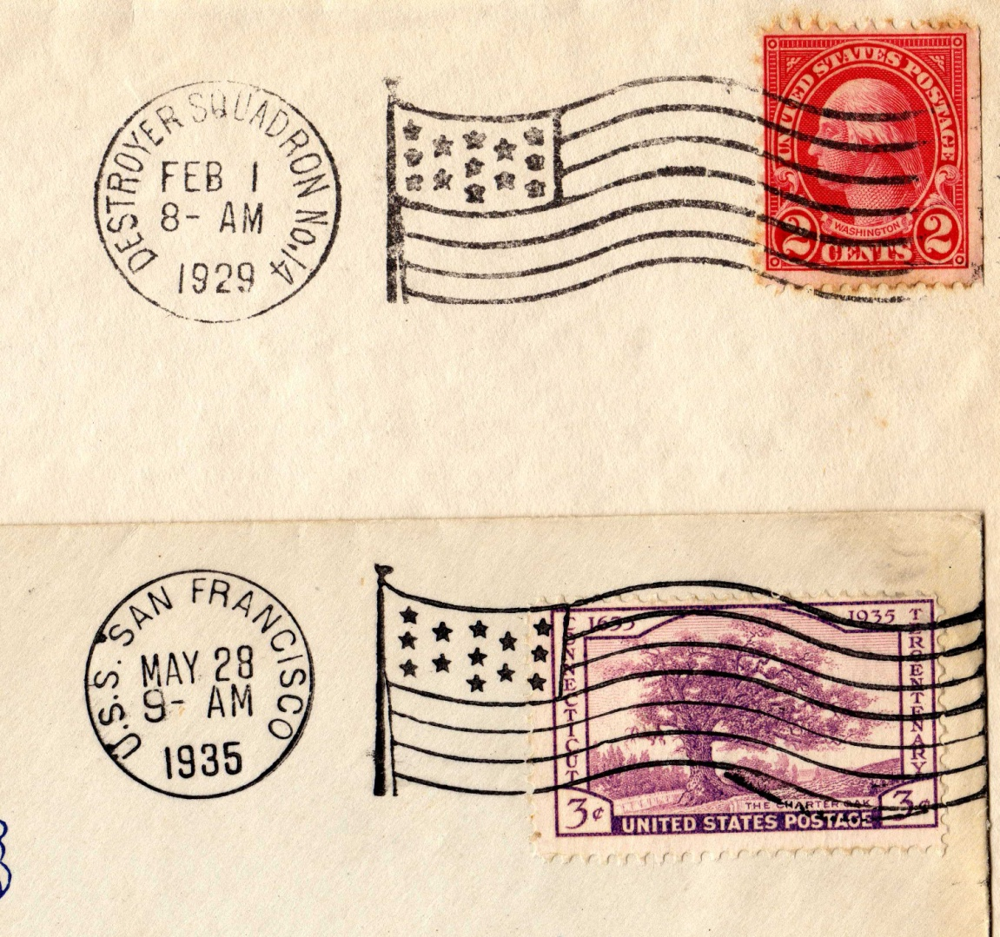 DESTROYER SQUADRON No.14
FEB 1
8- AM
1929
UNITED STATES POSTAGE
WASHINGTON
2 CENTS 2
U.S.S. SAN FRANCISCO
MAY 28
9- AM
1935
1635 1935
CONNECTICUT
TERCENTENARY
THE CHARTER OAK
3¢ 3¢
UNITED STATES POSTAGE